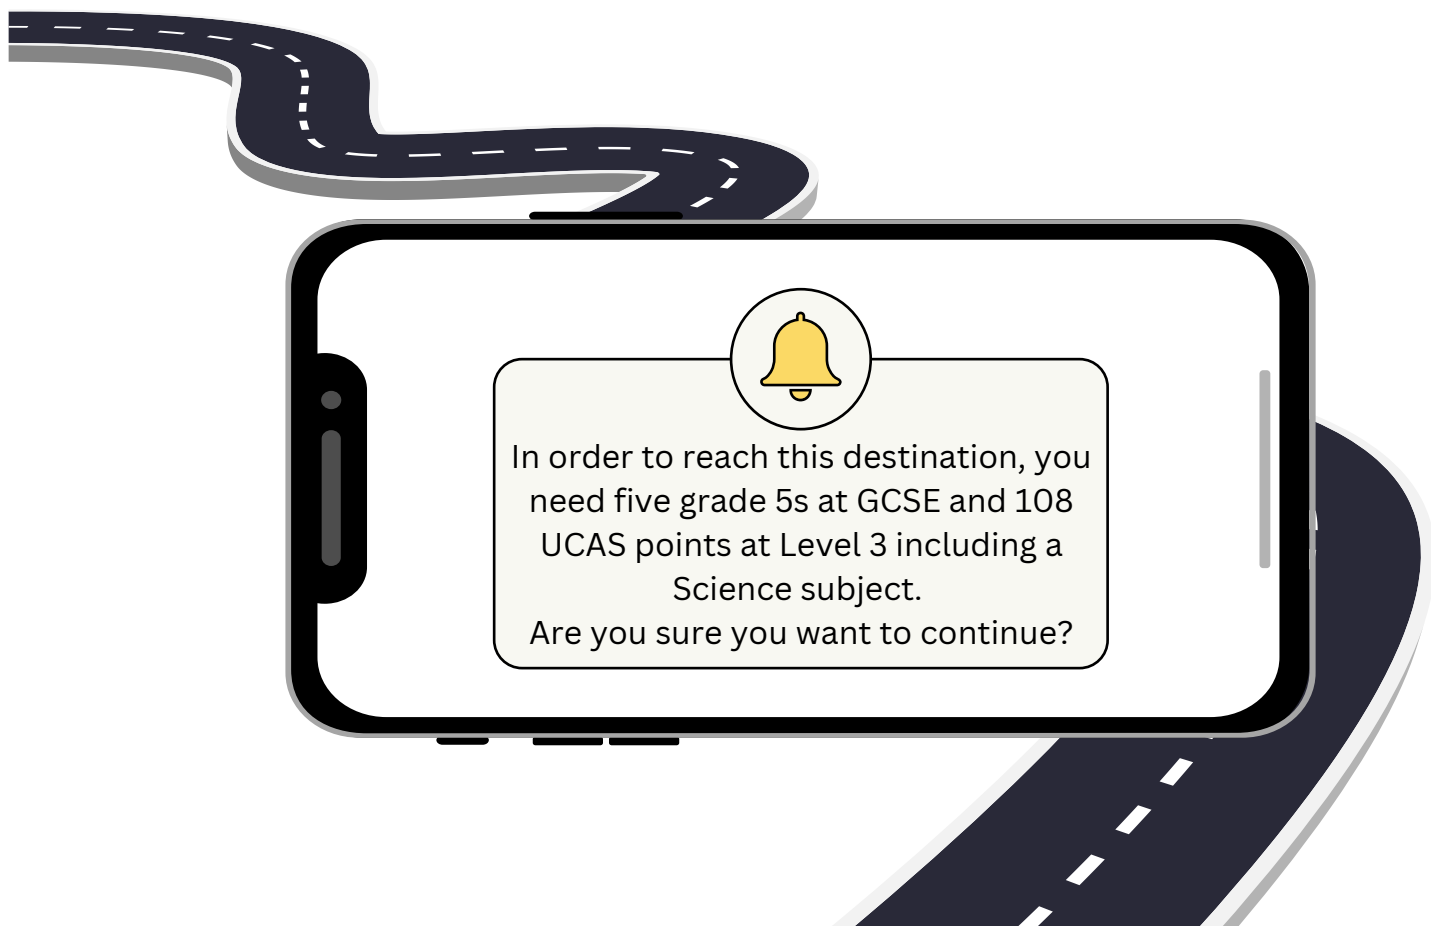 In order to reach this destination, you
need five grade 5s at GCSE and 108
UCAS points at Level 3 including a
Science subject.
Are you sure you want to continue?